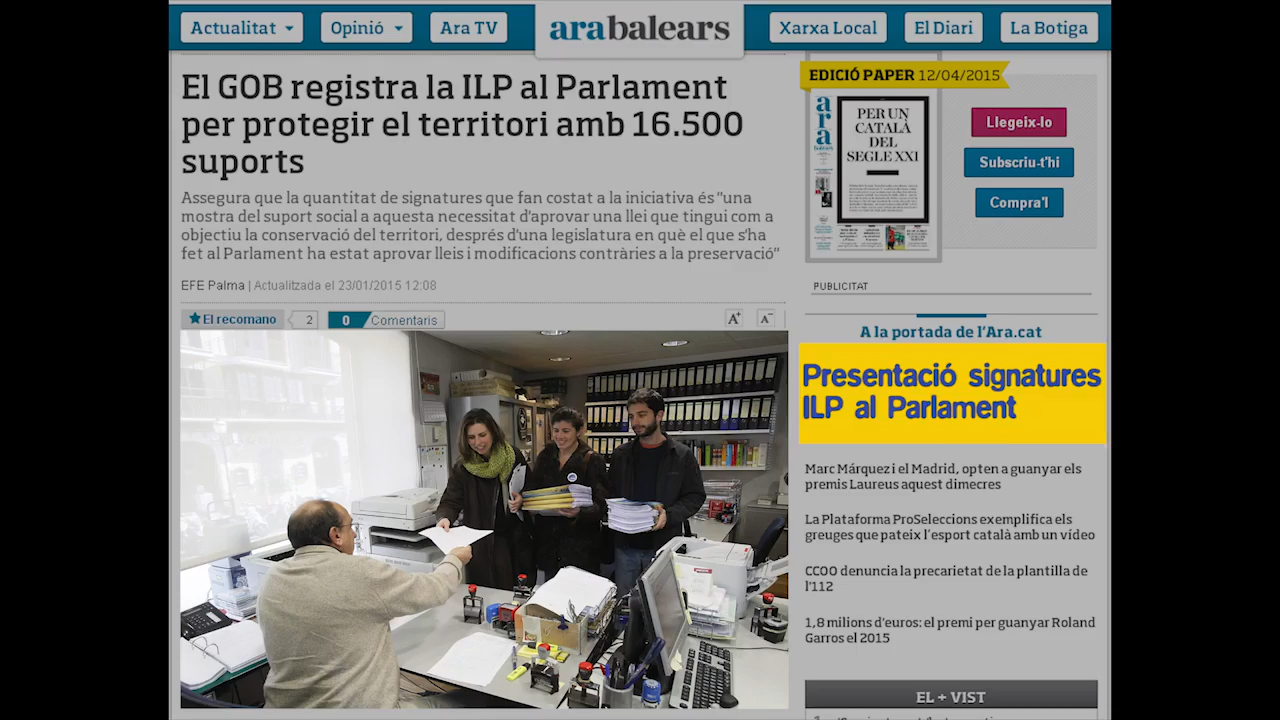 Actualitat
Opinió
Ara TV
arabalears
Xarxa Local
El Diari
La Botiga
El GOB registra la ILP al Parlament
per protegir el territori amb 16.500
suports
Assegura que la quantitat de signatures que fan costat a la iniciativa és "una
mostra del suport social a aquesta necessitat d'aprovar una llei que tingui com a
objectiu la conservació del territori, després d'una legislatura en què el que s'ha
fet al Parlament ha estat aprovar lleis i modificacions contràries a la preservació"
EFE Palma | Actualitzada el 23/01/2015 12:08
El recomano
2
0 Comentaris
A+
A-
EDICIÓ PAPER 12/04/2015
ara
PER UN
CATALÀ
DEL
SEGLE XXI
Llegeix-lo
Subscriu-t'hi
Compra'l
PUBLICITAT
A la portada de l'Ara.cat
Presentació signatures
ILP al Parlament
Marc Márquez i el Madrid, opten a guanyar els
premis Laureus aquest dimecres
La Plataforma ProSeleccions exemplifica els
greuges que pateix l'esport català amb un vídeo
CCOO denuncia la precarietat de la plantilla de
l'112
1,8 milions d'euros: el premi per guanyar Roland
Garros el 2015
EL + VIST